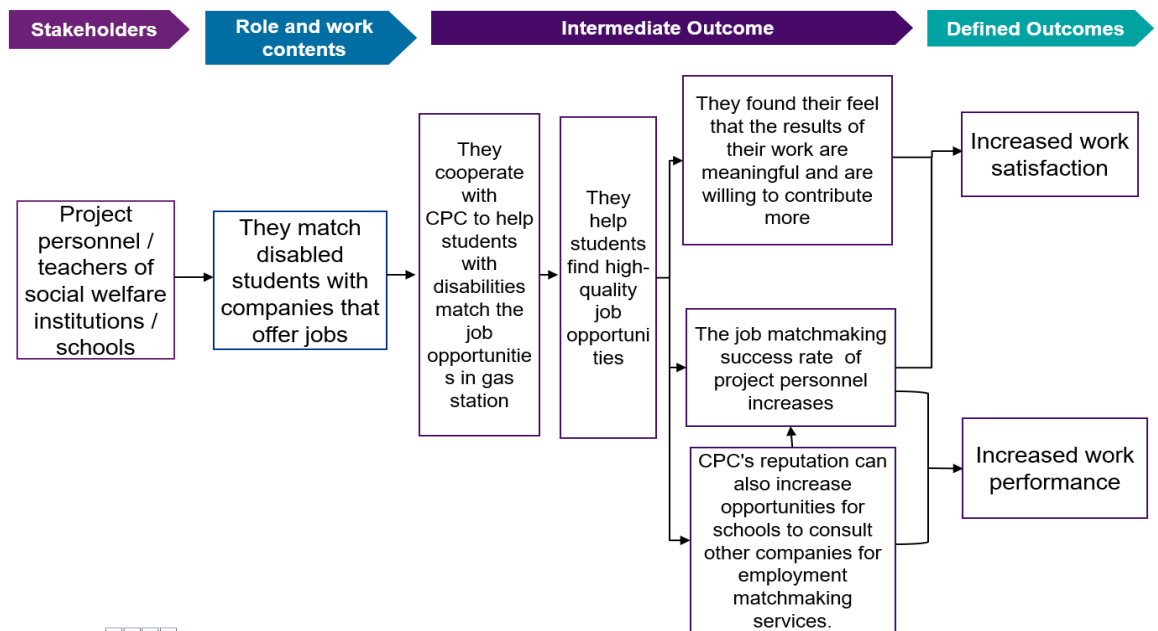 Stakeholders
Role and work
contents
Intermediate Outcome
Defined Outcomes
Project
personnel /
teachers of
social welfare
institutions /
schools
They match
disabled
students with
companies that
offer jobs
They
cooperate
with
CPC to help
students
with
disabilities
match the
job
opportunitie
s in gas
station
They
help
students
find high-
quality
job
opportuni
ties
They found their feel
that the results of
their work are
meaningful and are
willing to contribute
more
The job matchmaking
success rate of
project personnel
increases
CPC's reputation can
also increase
opportunities for
schools to consult
other companies for
employment
matchmaking
services.
Increased work
satisfaction
Increased work
performance